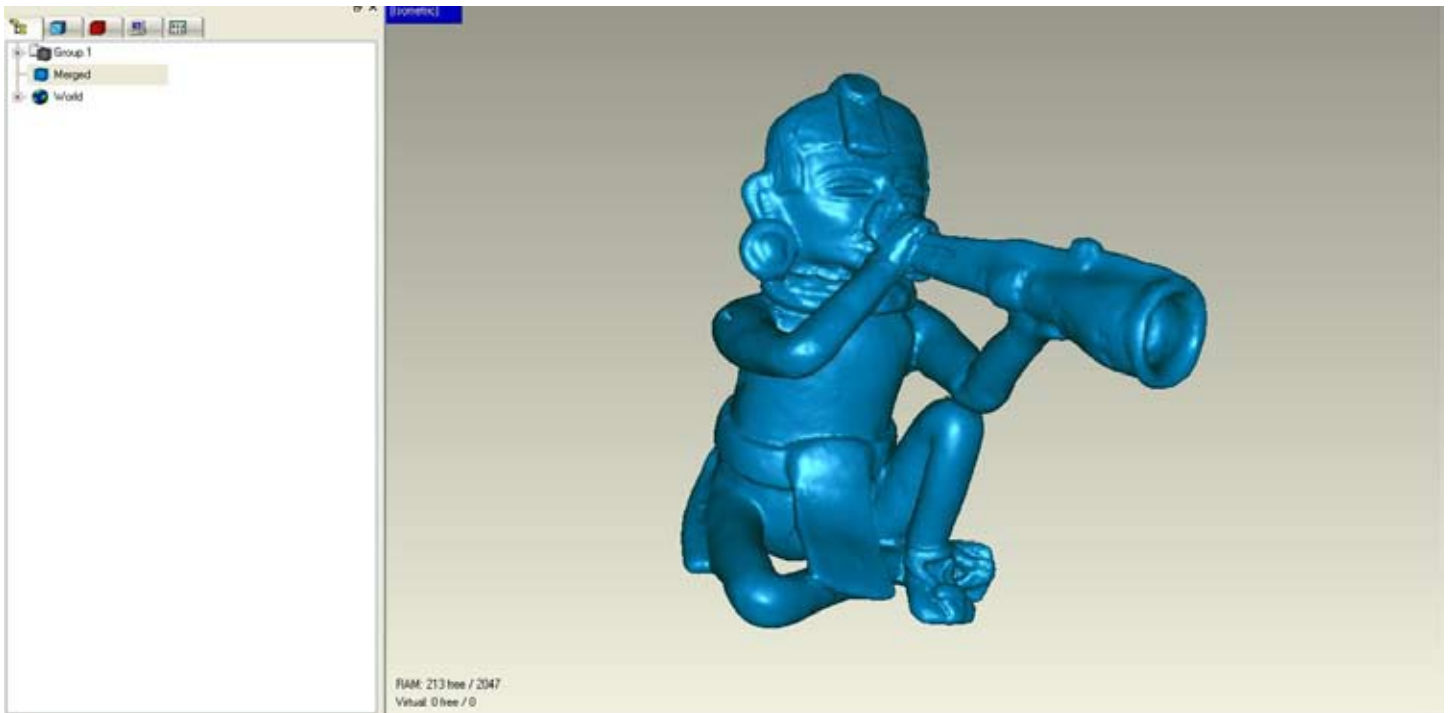 [Isometric]
Group 1
Merged
World
RAM: 213 free / 2047
Virtual: 0 free / 0